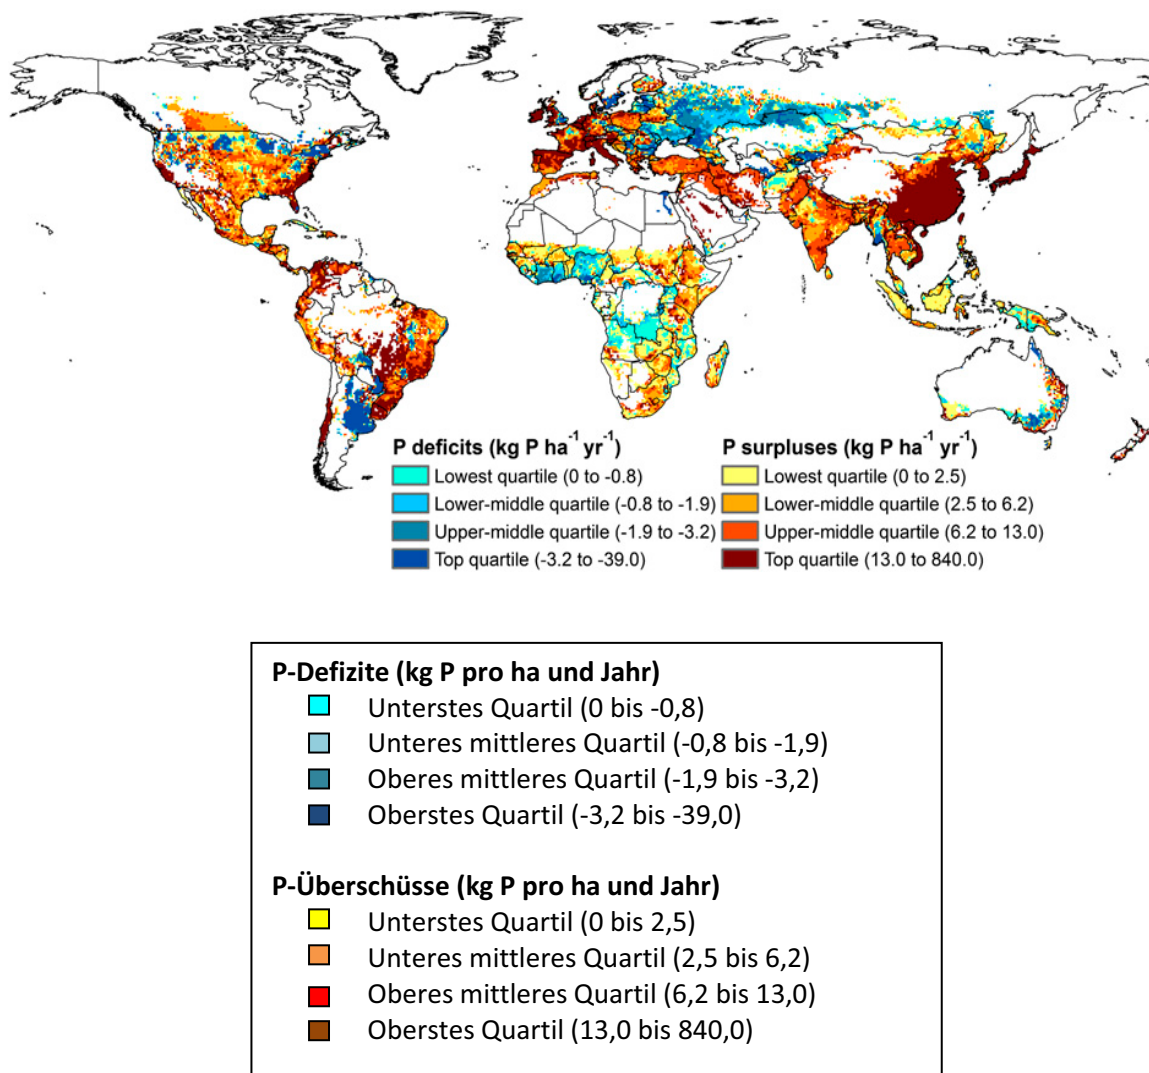 P deficits (kg P ha⁻¹ yr⁻¹)
Lowest quartile (0 to -0.8)
Lower-middle quartile (-0.8 to -1.9)
Upper-middle quartile (-1.9 to -3.2)
Top quartile (-3.2 to -39.0)
P surpluses (kg P ha⁻¹ yr⁻¹)
Lowest quartile (0 to 2.5)
Lower-middle quartile (2.5 to 6.2)
Upper-middle quartile (6.2 to 13.0)
Top quartile (13.0 to 840.0)
P-Defizite (kg P pro ha und Jahr)
Unterstes Quartil (0 bis -0,8)
Unteres mittleres Quartil (-0,8 bis -1,9)
Oberes mittleres Quartil (-1,9 bis -3,2)
Oberstes Quartil (-3,2 bis -39,0)
P-Überschüsse (kg P pro ha und Jahr)
Unterstes Quartil (0 bis 2,5)
Unteres mittleres Quartil (2,5 bis 6,2)
Oberes mittleres Quartil (6,2 bis 13,0)
Oberstes Quartil (13,0 bis 840,0)